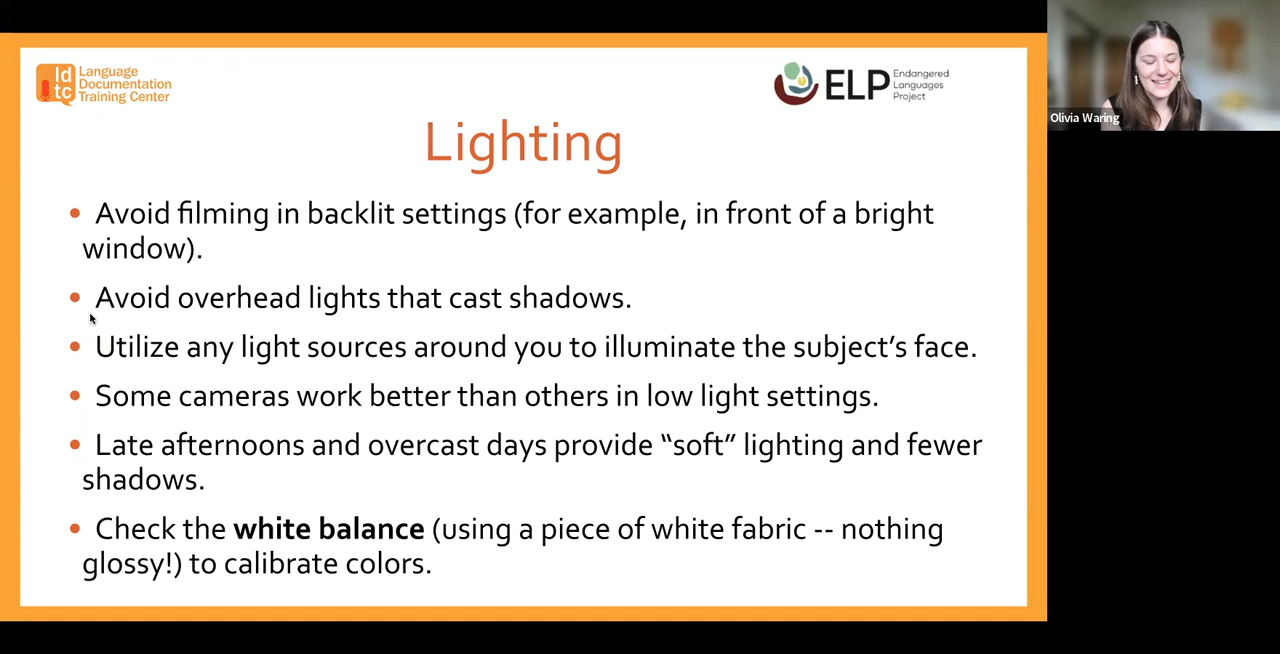 ld
tc
Language
Documentation
Training Center
ELP
Endangered
Languages
Project
Olivia Waring
Lighting
• Avoid filming in backlit settings (for example, in front of a bright
window).
• Avoid overhead lights that cast shadows.
• Utilize any light sources around you to illuminate the subject’s face.
• Some cameras work better than others in low light settings.
• Late afternoons and overcast days provide “soft” lighting and fewer
shadows.
• Check the white balance (using a piece of white fabric -- nothing
glossy!) to calibrate colors.